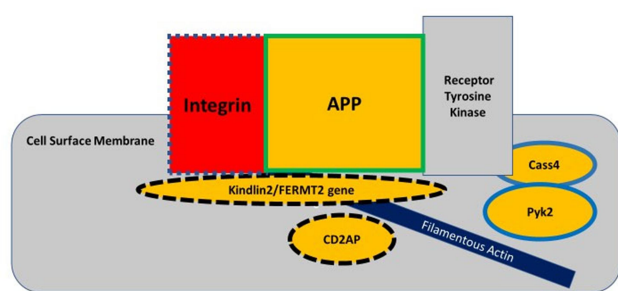 Integrin
APP
Receptor
Tyrosine
Kinase
Cell Surface Membrane
Cass4
Kindlin2/FERMT2 gene
Pyk2
CD2AP
Filamentous Actin